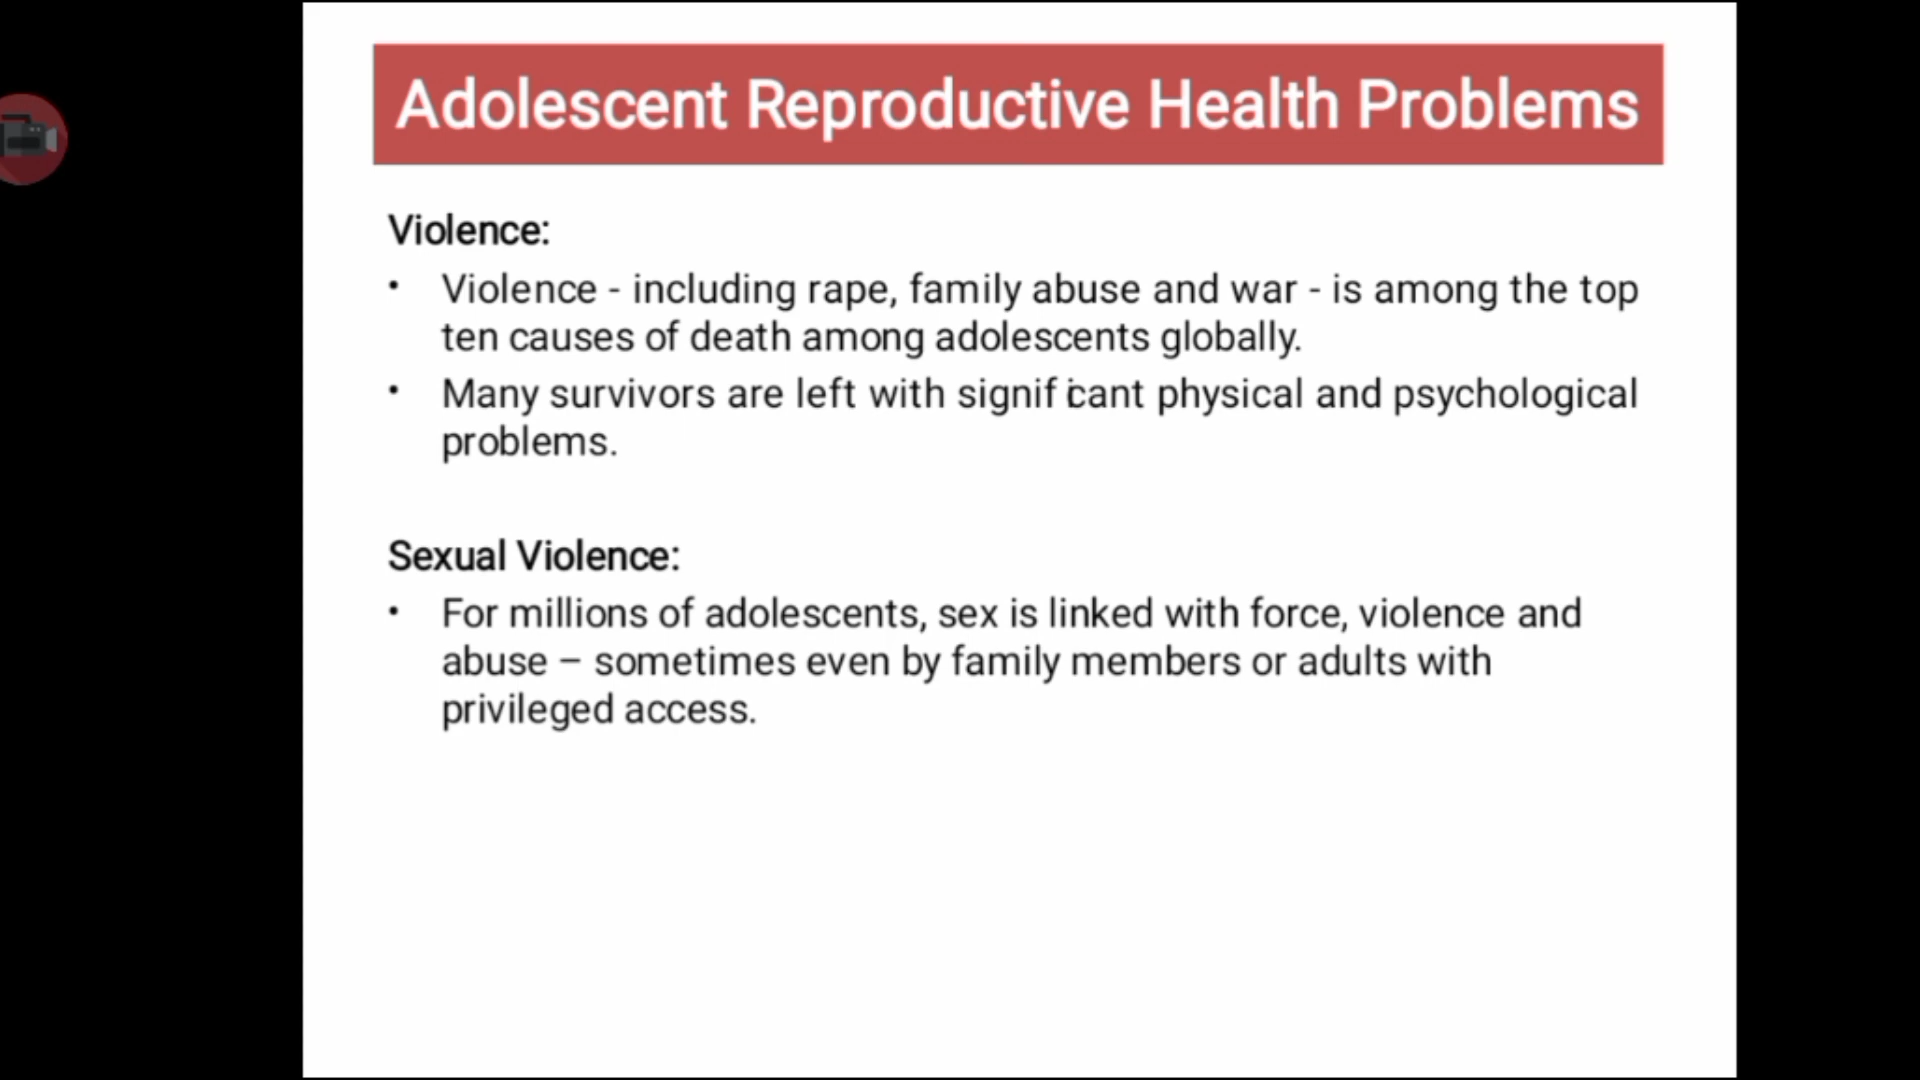 Adolescent Reproductive Health Problems
Violence:
• Violence - including rape, family abuse and war - is among the top
ten causes of death among adolescents globally.
• Many survivors are left with significant physical and psychological
problems.
Sexual Violence:
• For millions of adolescents, sex is linked with force, violence and
abuse – sometimes even by family members or adults with
privileged access.